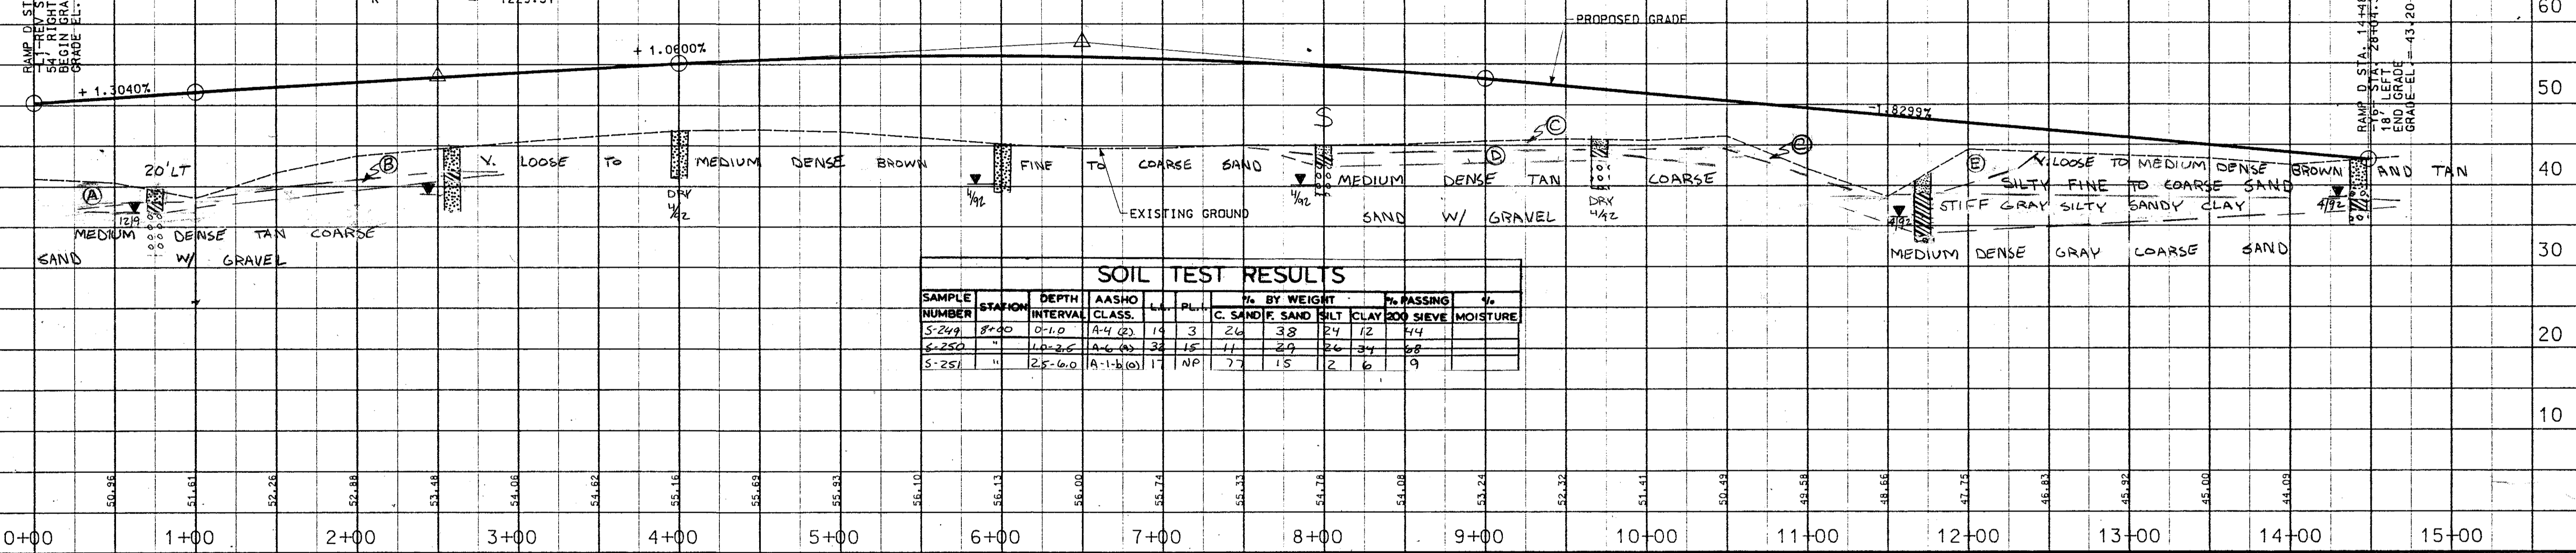 RAMP D ST
-L1-REV S
54' RIGHT
BEGIN GRA
GRADE EL.
K = 1225.51
PROPOSED GRADE
60
+ 1.0600%
+ 1.3040%
50
-1.8299%
RAMP D STA. 14+4
18' LEFT
END GRADE
GRADE EL. = 43.20
S
20' LT
B
V. LOOSE TO MEDIUM DENSE BROWN FINE TO COARSE SAND
C
D
C
E
V. LOOSE TO MEDIUM DENSE BROWN AND TAN
40
A
SILTY FINE TO COARSE SAND
12/9
DRY
4/92
4/92
4/92
MEDIUM DENSE TAN COARSE
SAND W/ GRAVEL
DRY
4/92
4/92
STIFF GRAY SILTY SANDY CLAY
4/92
EXISTING GROUND
MEDIUM DENSE TAN COARSE
SAND W/ GRAVEL
MEDIUM DENSE GRAY COARSE SAND
30
SOIL TEST RESULTS
SAMPLE NUMBER STATION DEPTH INTERVAL AASHO CLASS. L.L. PL.I. % BY WEIGHT C. SAND F. SAND SILT CLAY % PASSING 200 SIEVE % MOISTURE
S-249 8+00 0-1.0 A-4 (2) 19 3 26 38 24 12 44
S-250 " 1.0-2.5 A-6 32 15 11 29 26 34 68
S-251 " 2.5-6.0 A-1-b (0) 17 NP 77 15 2 6 9
20
10
50.96 51.61 52.26 52.88 53.48 54.06 54.62 55.16 55.69 55.93 56.10 56.13 56.00 55.74 55.33 54.78 54.08 53.24 52.32 51.41 50.49 49.58 48.66 47.75 46.83 45.92 45.00 44.09
0+00 1+00 2+00 3+00 4+00 5+00 6+00 7+00 8+00 9+00 10+00 11+00 12+00 13+00 14+00 15+00